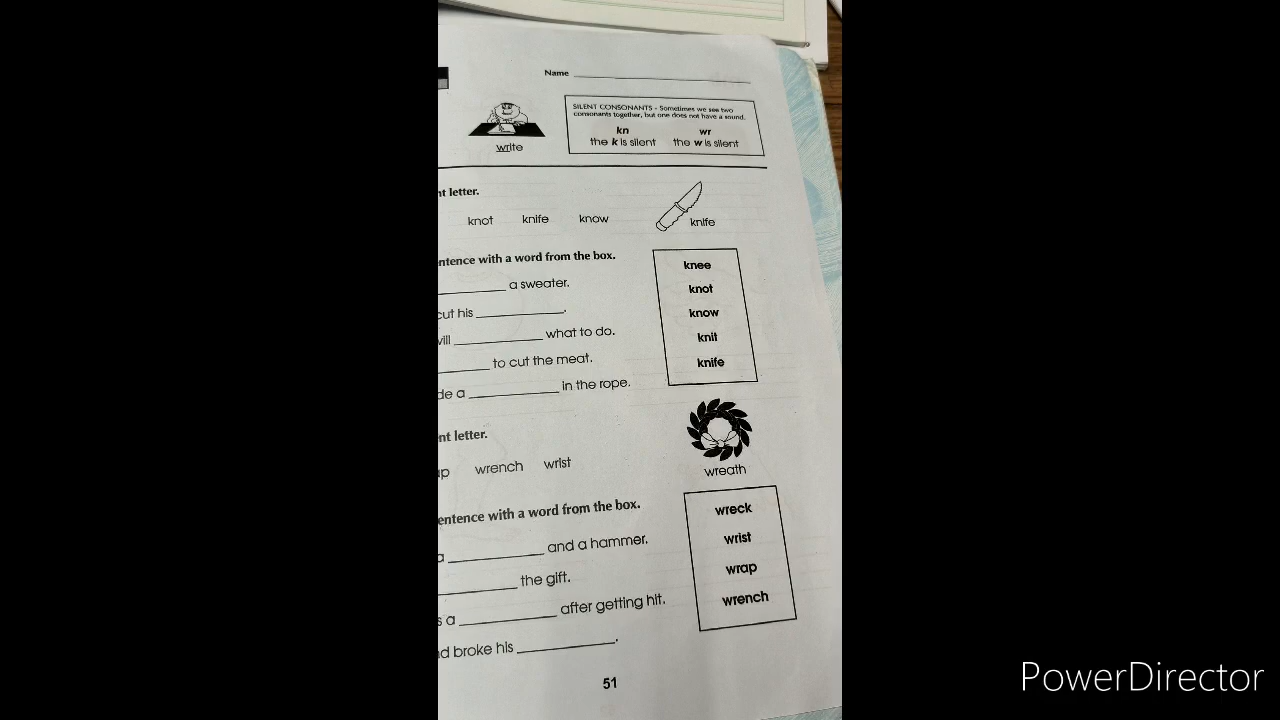 Name
SILENT CONSONANTS - Sometimes we see two
consonants together, but one does not have a sound.
kn wr
the k is silent the w is silent
write
nt letter.
knot knife know
knife
entence with a word from the box.
a sweater.
cut his .
will what to do.
to cut the meat.
de a in the rope.
knee
knot
know
knit
knife
nt letter.
ap wrench wrist
wreath
entence with a word from the box.
a and a hammer.
the gift.
s a after getting hit.
nd broke his .
wreck
wrist
wrap
wrench
51
PowerDirector